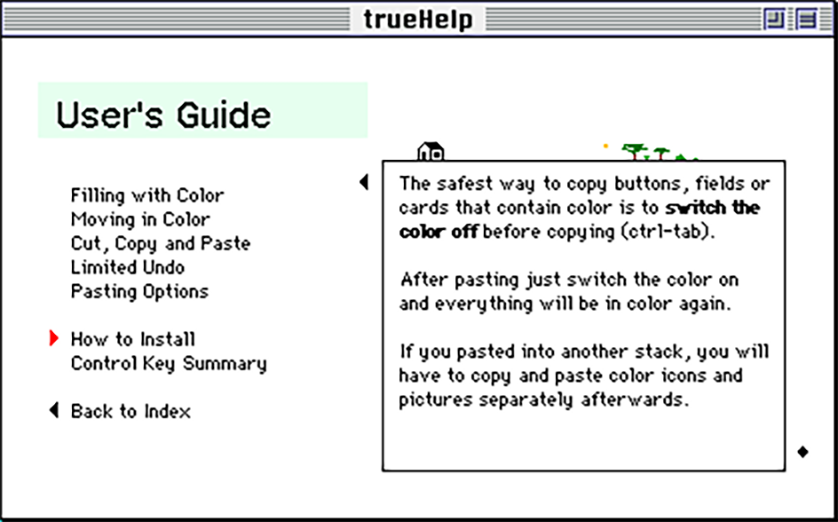 trueHelp
User's Guide
Filling with Color
Moving in Color
Cut, Copy and Paste
Limited Undo
Pasting Options
How to Install
Control Key Summary
Back to Index
The safest way to copy buttons, fields or
cards that contain color is to switch the
color off before copying (ctrl-tab).
After pasting just switch the color on
and everything will be in color again.
If you pasted into another stack, you will
have to copy and paste color icons and
pictures separately afterwards.